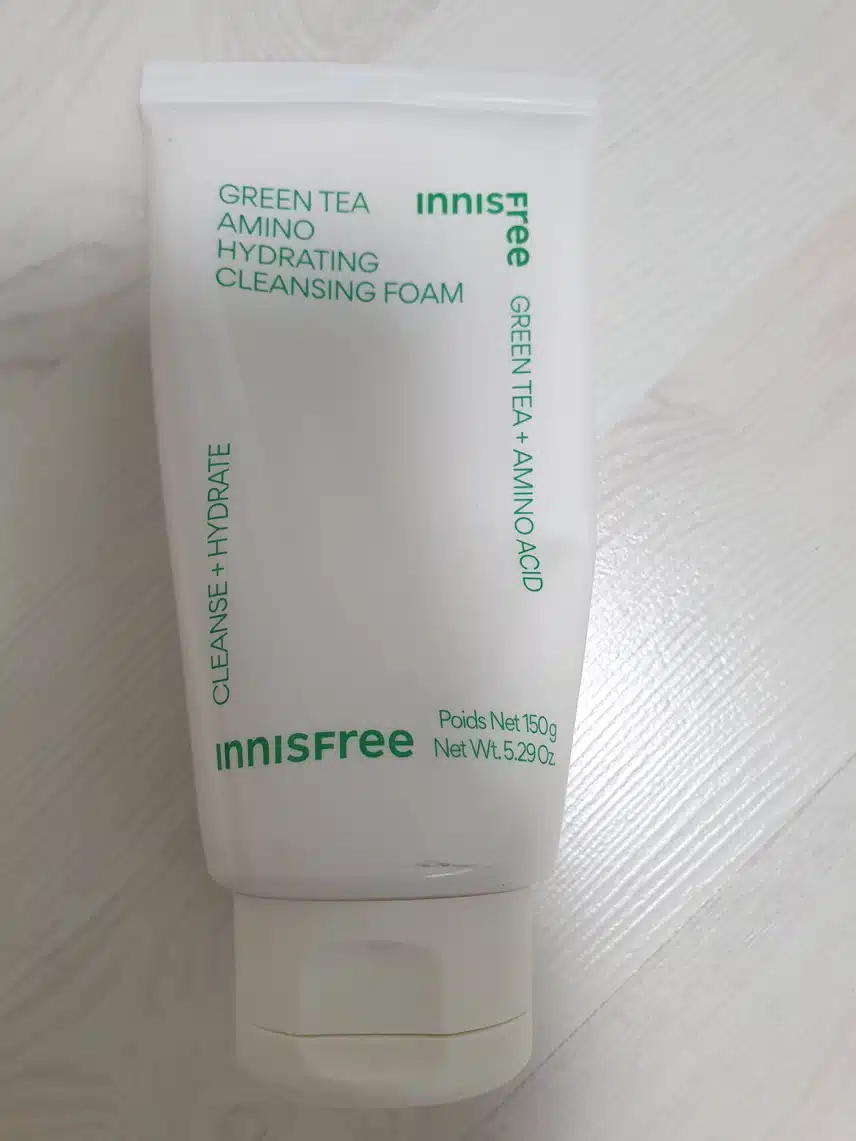 GREEN TEA
AMINO
HYDRATING
CLEANSING FOAM
innisfree
GREEN TEA + AMINO ACID
CLEANSE + HYDRATE
innisfree
Poids Net 150g
Net Wt. 5.29 Oz.